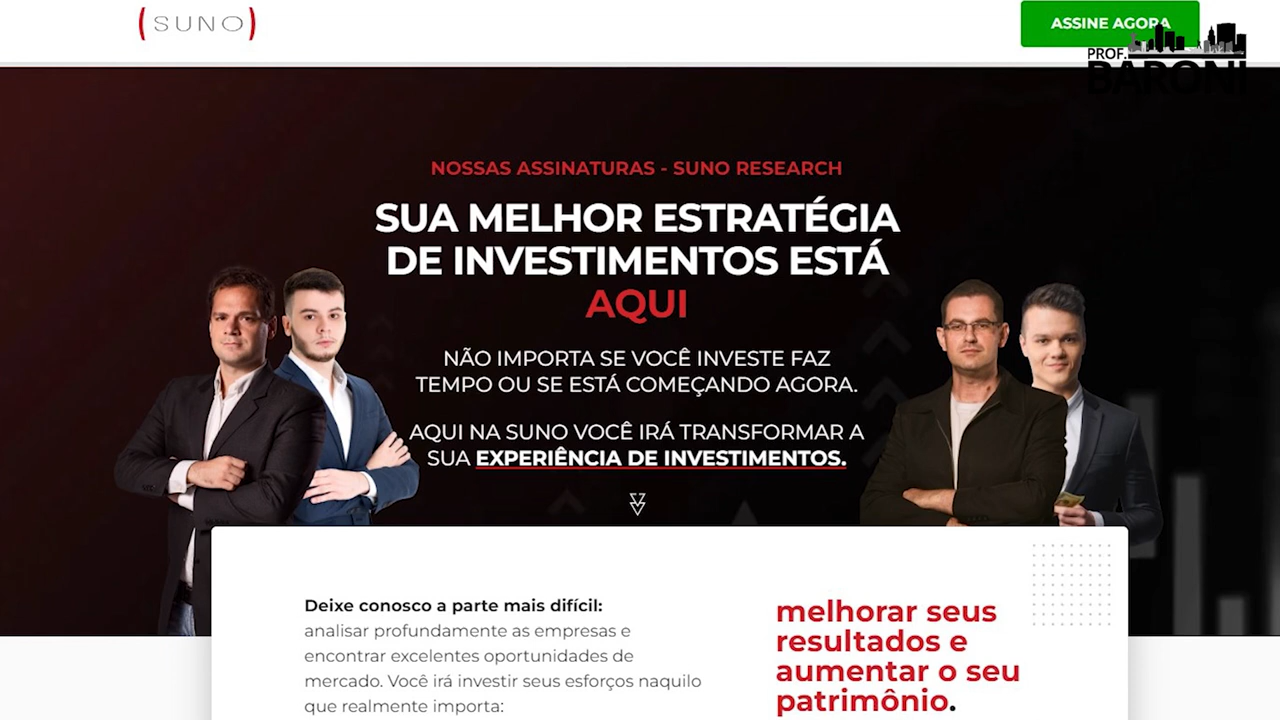 (SUNO)
ASSINE AGORA
PROF.
BARONI
NOSSAS ASSINATURAS - SUNO RESEARCH
SUA MELHOR ESTRATÉGIA
DE INVESTIMENTOS ESTÁ
AQUI
NÃO IMPORTA SE VOCÊ INVESTE FAZ
TEMPO OU SE ESTÁ COMEÇANDO AGORA.
AQUI NA SUNO VOCÊ IRÁ TRANSFORMAR A
SUA EXPERIÊNCIA DE INVESTIMENTOS.
Deixe conosco a parte mais difícil:
analisar profundamente as empresas e
encontrar excelentes oportunidades de
mercado. Você irá investir seus esforços naquilo
que realmente importa:
melhorar seus
resultados e
aumentar o seu
patrimônio.